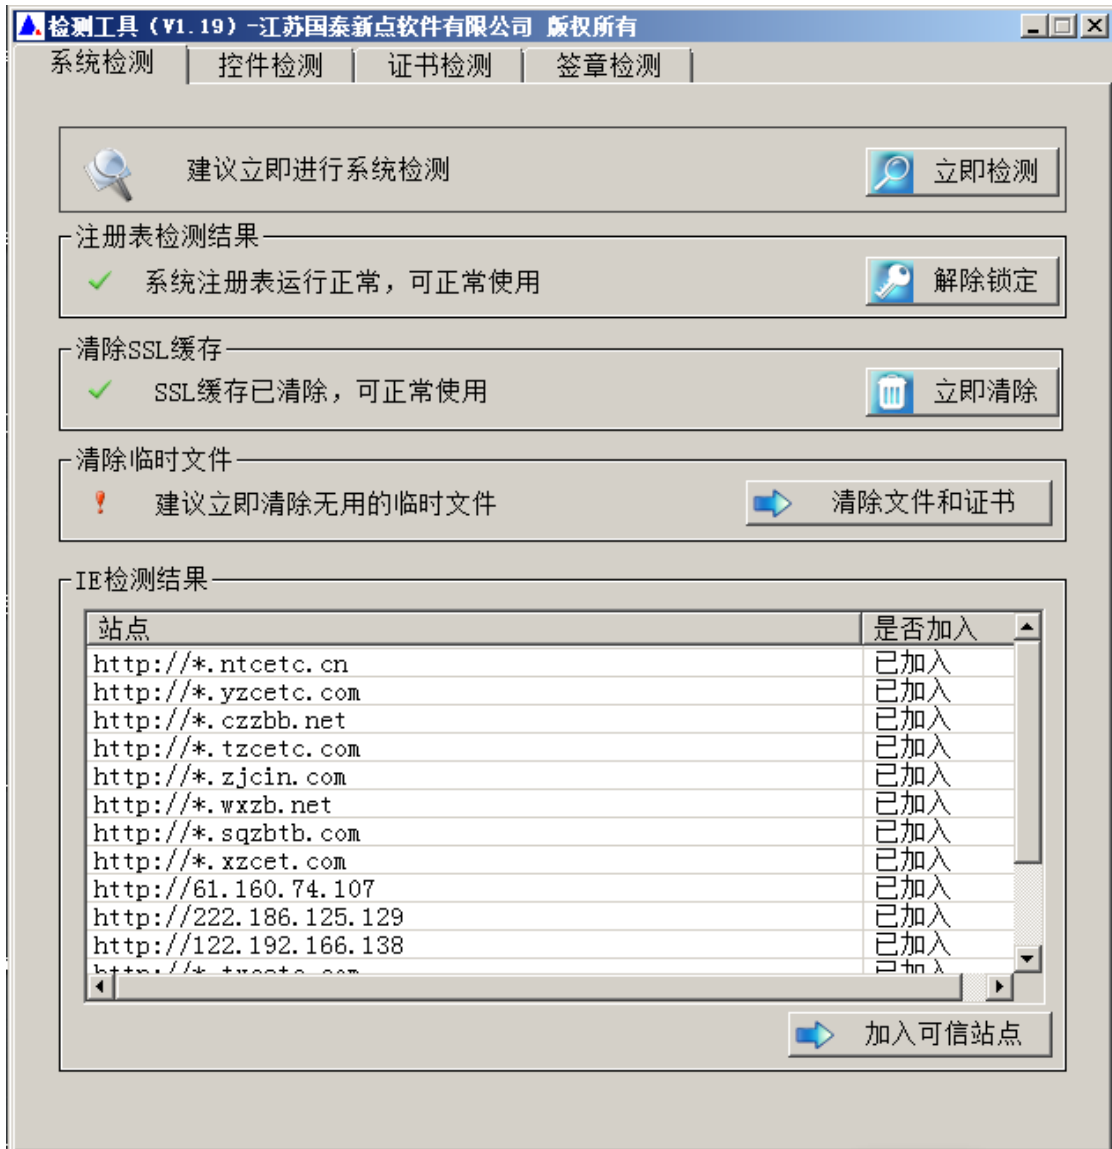 检测工具（V1.19）-江苏国泰新点软件有限公司 版权所有
系统检测 控件检测 证书检测 签章检测
建议立即进行系统检测 立即检测
注册表检测结果
系统注册表运行正常，可正常使用 解除锁定
清除SSL缓存
SSL缓存已清除，可正常使用 立即清除
清除临时文件
建议立即清除无用的临时文件 清除文件和证书
IE检测结果
站点 是否加入
http://*.ntcetc.cn 已加入
http://*.yzcetc.com 已加入
http://*.czzbb.net 已加入
http://*.tzcetc.com 已加入
http://*.zjcin.com 已加入
http://*.wxzb.net 已加入
http://*.sqzbtb.com 已加入
http://*.xzcet.com 已加入
http://61.160.74.107 已加入
http://222.186.125.129 已加入
http://122.192.166.138 已加入
已加入
加入可信站点